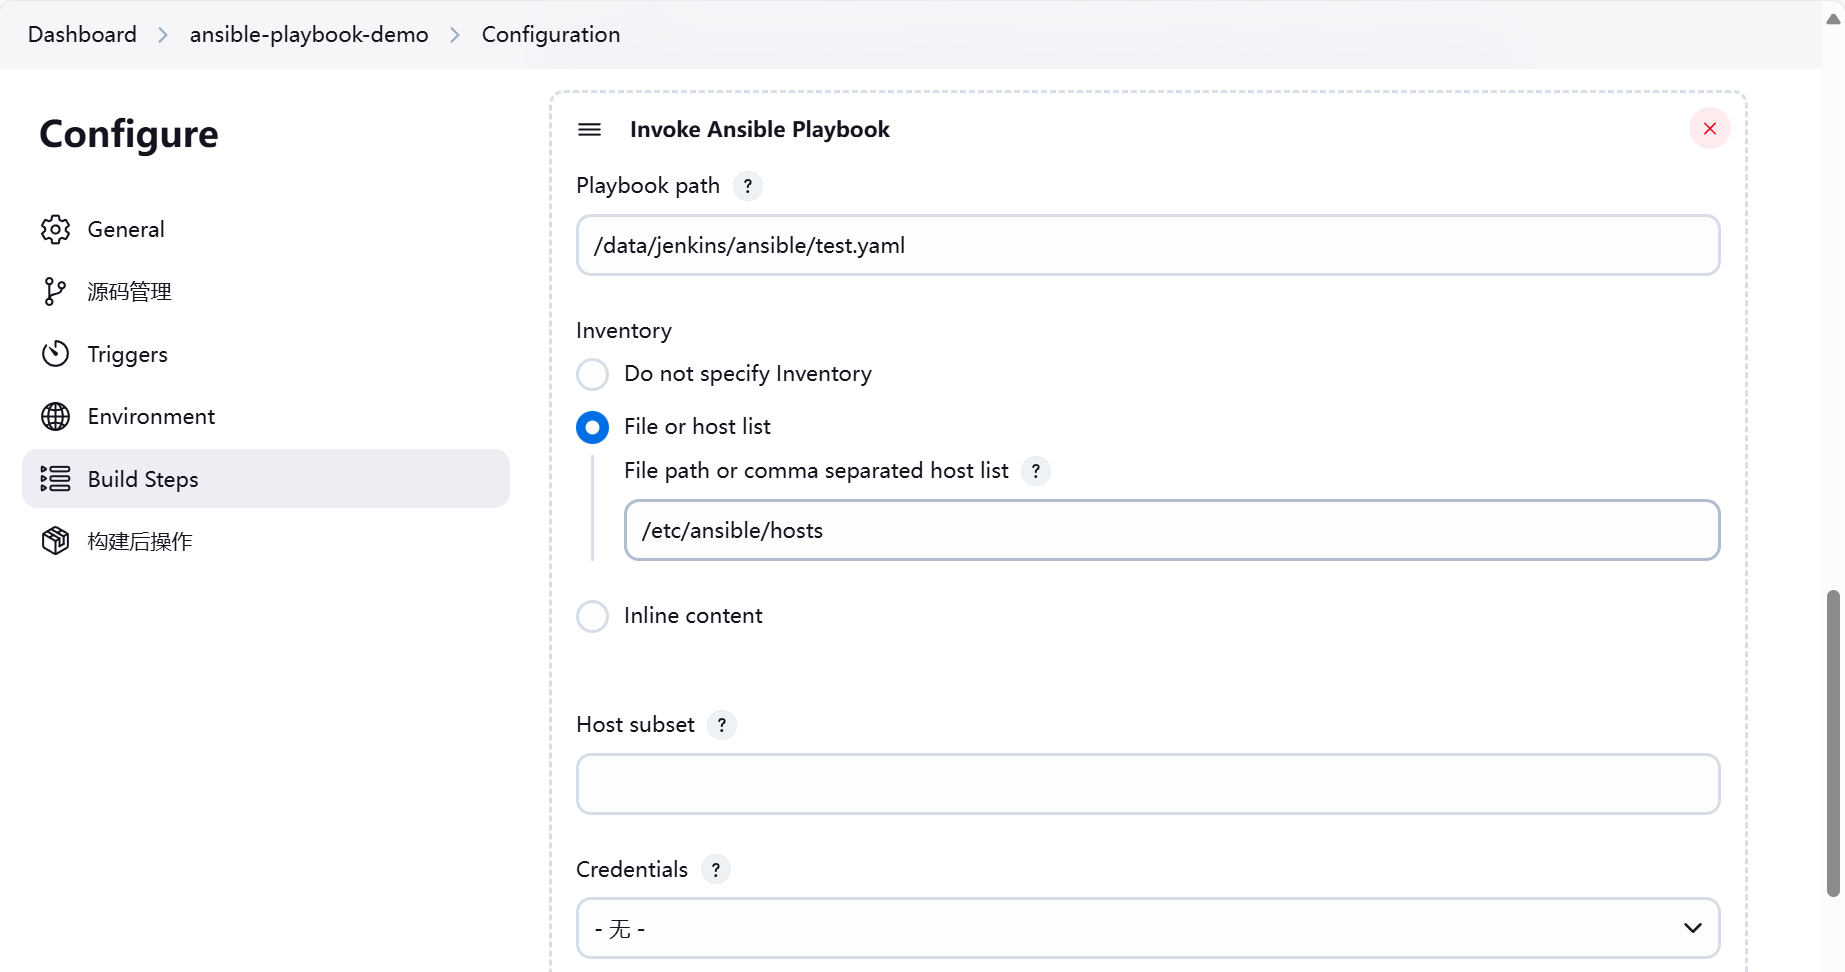 Dashboard > ansible-playbook-demo > Configuration
Configure
General
源码管理
Triggers
Environment
Build Steps
构建后操作
Invoke Ansible Playbook
Playbook path ?
/data/jenkins/ansible/test.yaml
Inventory
Do not specify Inventory
File or host list
File path or comma separated host list ?
/etc/ansible/hosts
Inline content
Host subset ?
Credentials ?
- 无 -